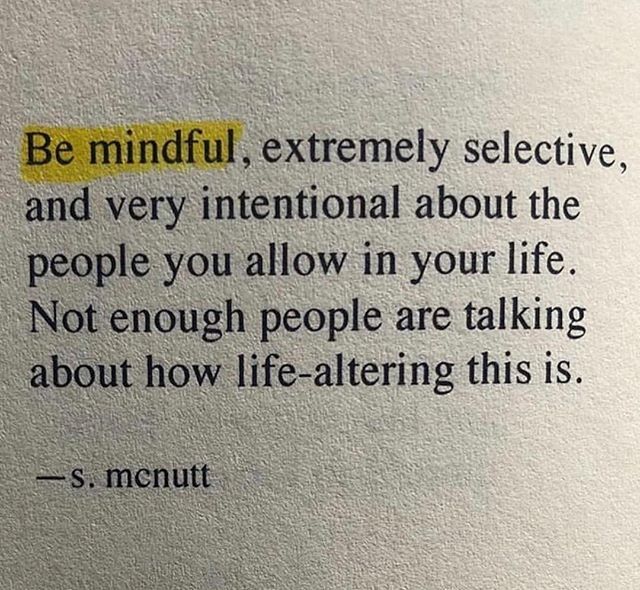 Be mindful, extremely selective,
and very intentional about the
people you allow in your life.
Not enough people are talking
about how life-altering this is.
—s. mcnutt